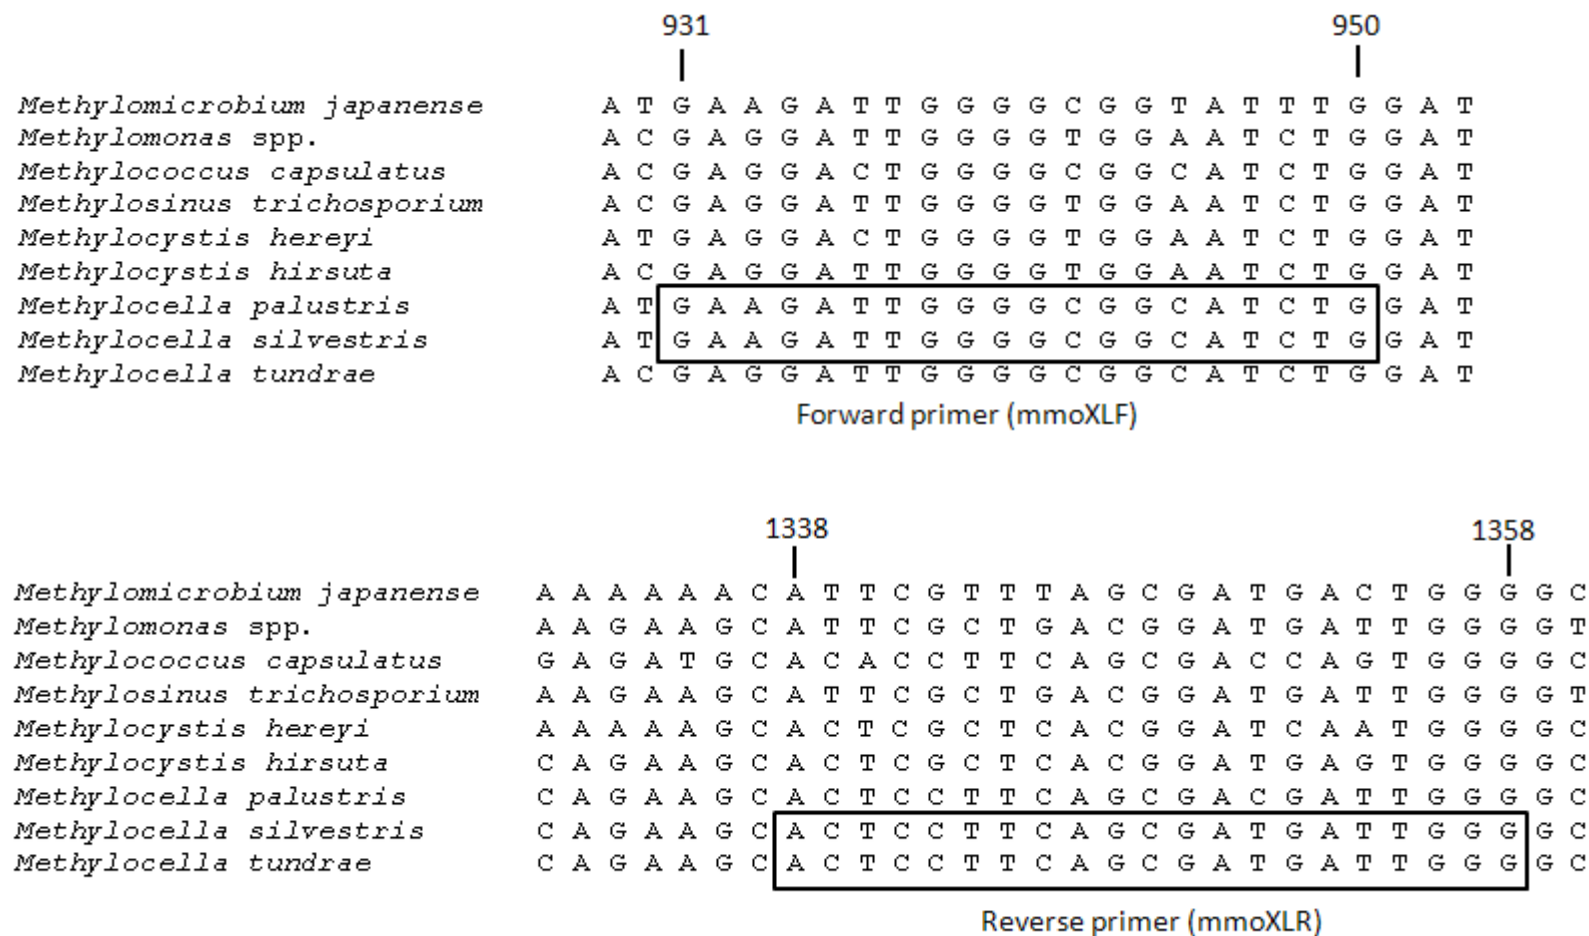 931 950
Methylomicrobium japanense A T G A A G A T T G G G G C G G T A T T T G G A T
Methylomonas spp. A C G A G G A T T G G G G T G G A A T C T G G A T
Methylococcus capsulatus A C G A G G A C T G G G G C G G C A T C T G G A T
Methylosinus trichosporium A C G A G G A T T G G G G T G G A A T C T G G A T
Methylocystis hereyi A T G A G G A C T G G G G T G G A A T C T G G A T
Methylocystis hirsuta A C G A G G A T T G G G G T G G A A T C T G G A T
Methylocella palustris A T G A A G A T T G G G G C G G C A T C T G G A T
Methylocella silvestris A T G A A G A T T G G G G C G G C A T C T G G A T
Methylocella tundrae A C G A G G A T T G G G G C G G C A T C T G G A T
Forward primer (mmoXLF)
1338 1358
Methylomicrobium japanense A A A A A A C A T T C G T T T A G C G A T G A C T G G G G C
Methylomonas spp. A A G A A G C A T T C G C T G A C G G A T G A T T G G G G T
Methylococcus capsulatus G A G A T G C A C A C C T T C A G C G A C C A G T G G G G C
Methylosinus trichosporium A A G A A G C A T T C G C T G A C G G A T G A T T G G G G T
Methylocystis hereyi A A A A A G C A C T C G C T C A C G G A T C A A T G G G G C
Methylocystis hirsuta C A G A A G C A C T C G C T C A C G G A T G A G T G G G G C
Methylocella palustris C A G A A G C A C T C C T T C A G C G A C G A T T G G G G C
Methylocella silvestris C A G A A G C A C T C C T T C A G C G A T G A T T G G G G C
Methylocella tundrae C A G A A G C A C T C C T T C A G C G A T G A T T G G G G C
Reverse primer (mmoXLR)